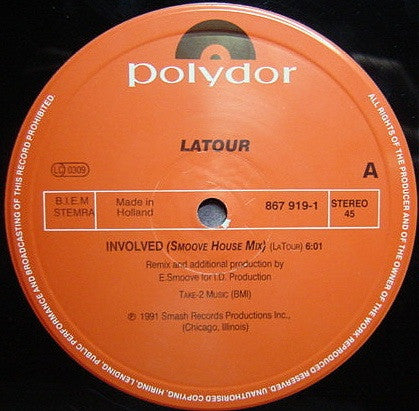 polydor
LATOUR
LC 0309
A
B.I.E.M
STEMRA
Made in
Holland
867 919-1
STEREO
45
INVOLVED (SMOOVE HOUSE MIX) (LATOUR) 6:01
Remix and additional production by
E.Smoove for I.D. Production
TAKE-2 MUSIC (BMI)
℗ 1991 Smash Records Productions Inc.,
(Chicago, Illinois)
ALL RIGHTS OF THE PRODUCER AND OF THE OWNER OF THE WORK REPRODUCED RESERVED. UNAUTHORISED COPYING, HIRING, LENDING, PUBLIC PERFORMANCE AND BROADCASTING OF THIS RECORD PROHIBITED.